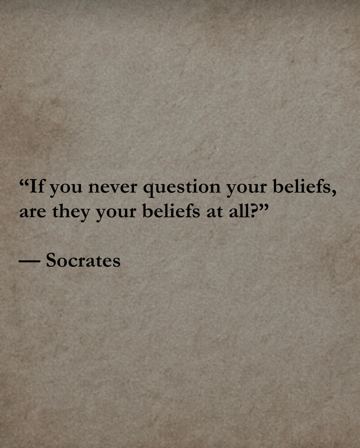 “If you never question your beliefs,
are they your beliefs at all?”
— Socrates